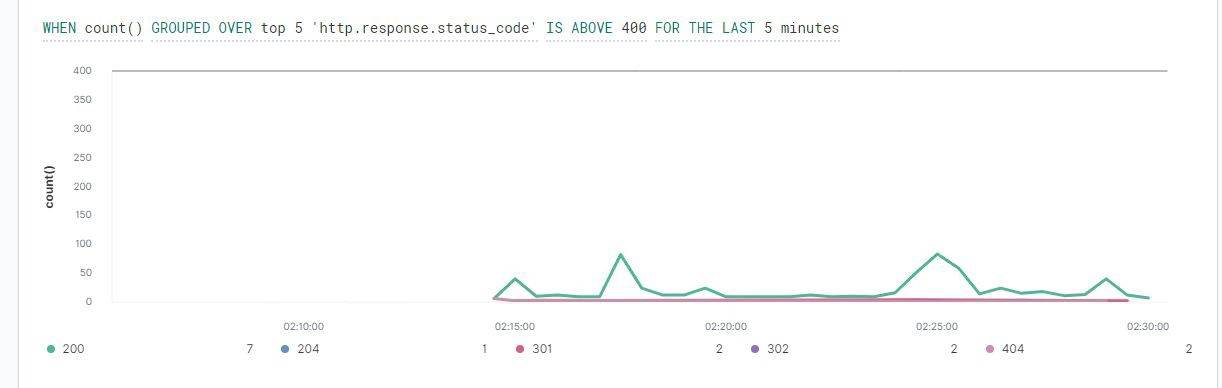 WHEN count() GROUPED OVER top 5 'http.response.status_code' IS ABOVE 400 FOR THE LAST 5 minutes
400
350
300
250
200
150
100
50
0
count()
02:10:00 02:15:00 02:20:00 02:25:00 02:30:00
200 7 204 1 301 2 302 2 404 2